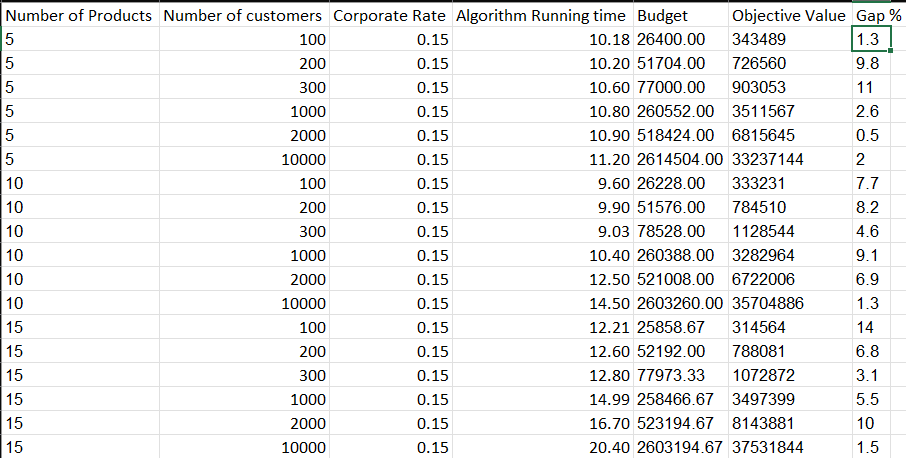 Number of Products Number of customers Corporate Rate Algorithm Running time Budget Objective Value Gap %
5 100 0.15 10.18 26400.00 343489 1.3
5 200 0.15 10.20 51704.00 726560 9.8
5 300 0.15 10.60 77000.00 903053 11
5 1000 0.15 10.80 260552.00 3511567 2.6
5 2000 0.15 10.90 518424.00 6815645 0.5
5 10000 0.15 11.20 2614504.00 33237144 2
10 100 0.15 9.60 26228.00 333231 7.7
10 200 0.15 9.90 51576.00 784510 8.2
10 300 0.15 9.03 78528.00 1128544 4.6
10 1000 0.15 10.40 260388.00 3282964 9.1
10 2000 0.15 12.50 521008.00 6722006 6.9
10 10000 0.15 14.50 2603260.00 35704886 1.3
15 100 0.15 12.21 25858.67 314564 14
15 200 0.15 12.60 52192.00 788081 6.8
15 300 0.15 12.80 77973.33 1072872 3.1
15 1000 0.15 14.99 258466.67 3497399 5.5
15 2000 0.15 16.70 523194.67 8143881 10
15 10000 0.15 20.40 2603194.67 37531844 1.5